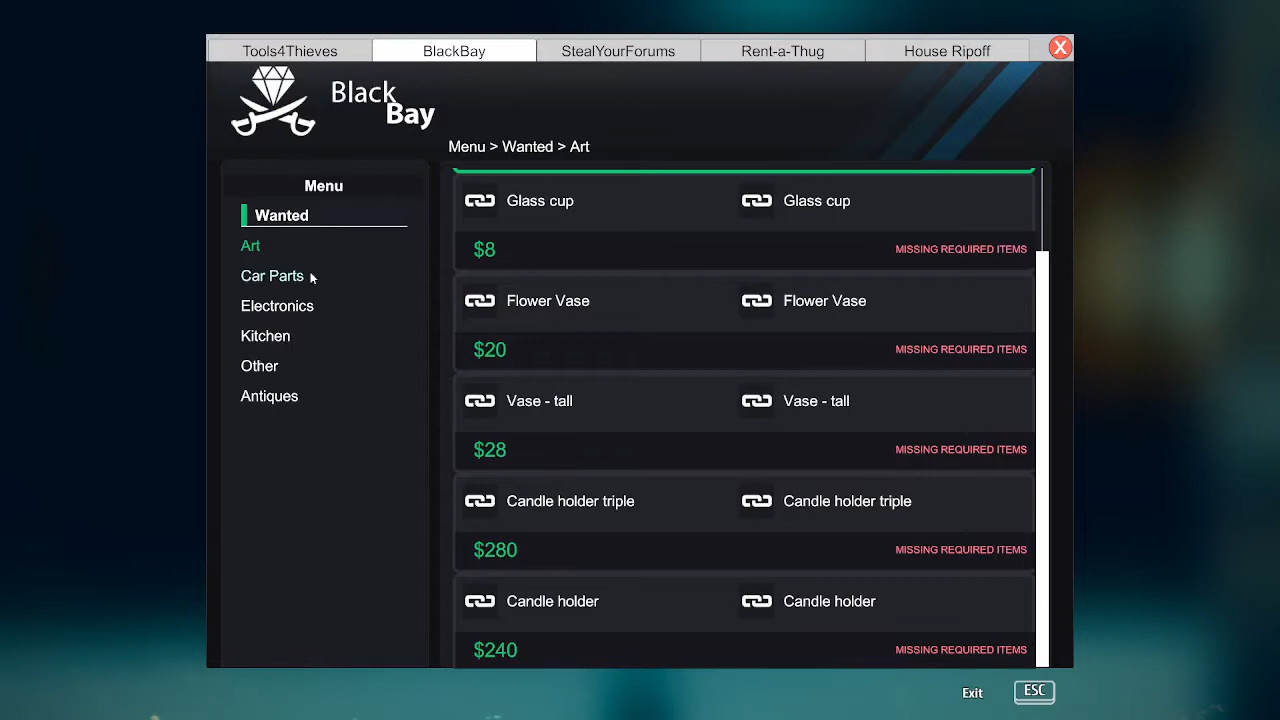 Tools4Thieves BlackBay StealYourForums Rent-a-Thug House Ripoff X
Black
Bay
Menu > Wanted > Art
Menu
Wanted
Art
Car Parts
Electronics
Kitchen
Other
Antiques
Glass cup Glass cup
$8 MISSING REQUIRED ITEMS
Flower Vase Flower Vase
$20 MISSING REQUIRED ITEMS
Vase - tall Vase - tall
$28 MISSING REQUIRED ITEMS
Candle holder triple Candle holder triple
$280 MISSING REQUIRED ITEMS
Candle holder Candle holder
$240 MISSING REQUIRED ITEMS
Exit ESC